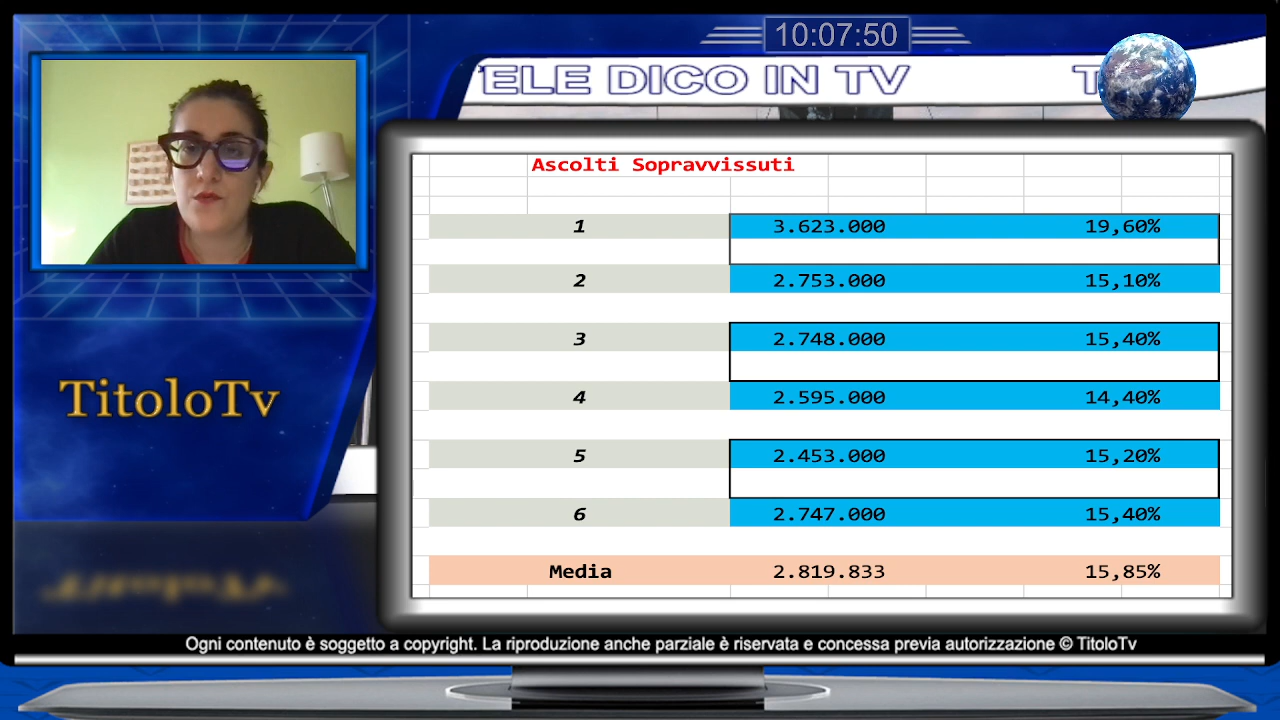 10:07:50
TELE DICO IN TV T
Ascolti Sopravvissuti
1 3.623.000 19,60%
2 2.753.000 15,10%
3 2.748.000 15,40%
4 2.595.000 14,40%
5 2.453.000 15,20%
6 2.747.000 15,40%
Media 2.819.833 15,85%
TitoloTv
Ogni contenuto è soggetto a copyright. La riproduzione anche parziale è riservata e concessa previa autorizzazione © TitoloTv